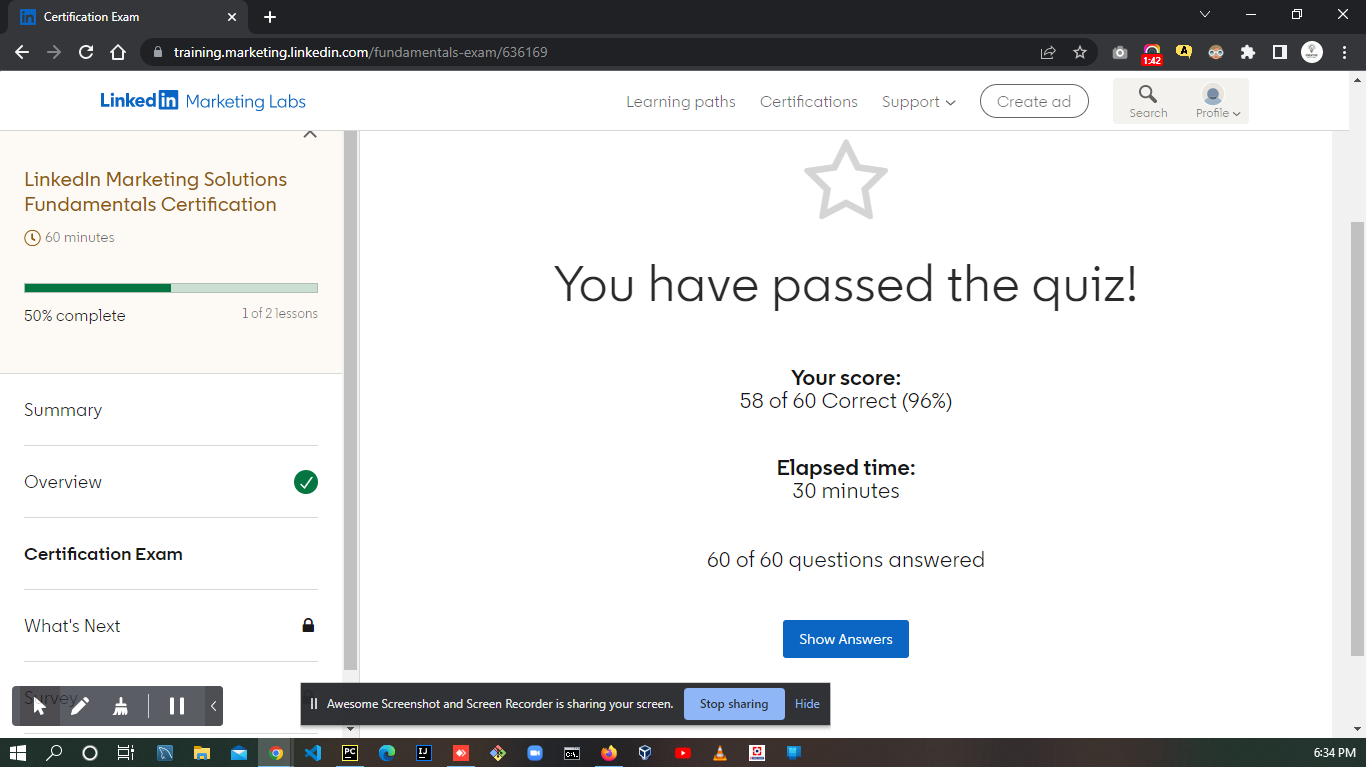 Certification Exam
training.marketing.linkedin.com/fundamentals-exam/636169
1:42
Linked in Marketing Labs
Learning paths
Certifications
Support
Create ad
Search
Profile
LinkedIn Marketing Solutions
Fundamentals Certification
60 minutes
50% complete
1 of 2 lessons
Summary
Overview
Certification Exam
What's Next
Survey
You have passed the quiz!
Your score:
58 of 60 Correct (96%)
Elapsed time:
30 minutes
60 of 60 questions answered
Show Answers
Awesome Screenshot and Screen Recorder is sharing your screen.
Stop sharing
Hide
6:34 PM